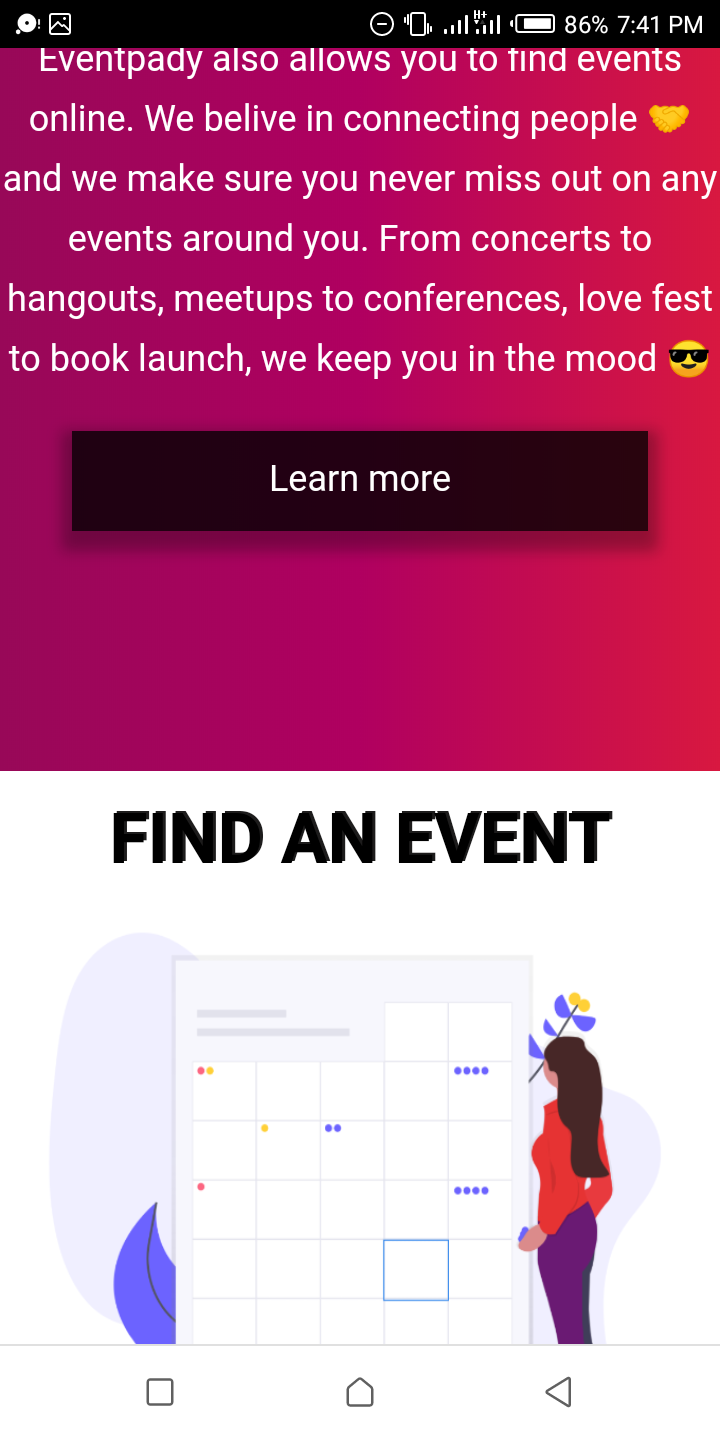 86% 7:41 PM
Eventpady also allows you to find events
online. We belive in connecting people 🤝
and we make sure you never miss out on any
events around you. From concerts to
hangouts, meetups to conferences, love fest
to book launch, we keep you in the mood 😎
Learn more
FIND AN EVENT